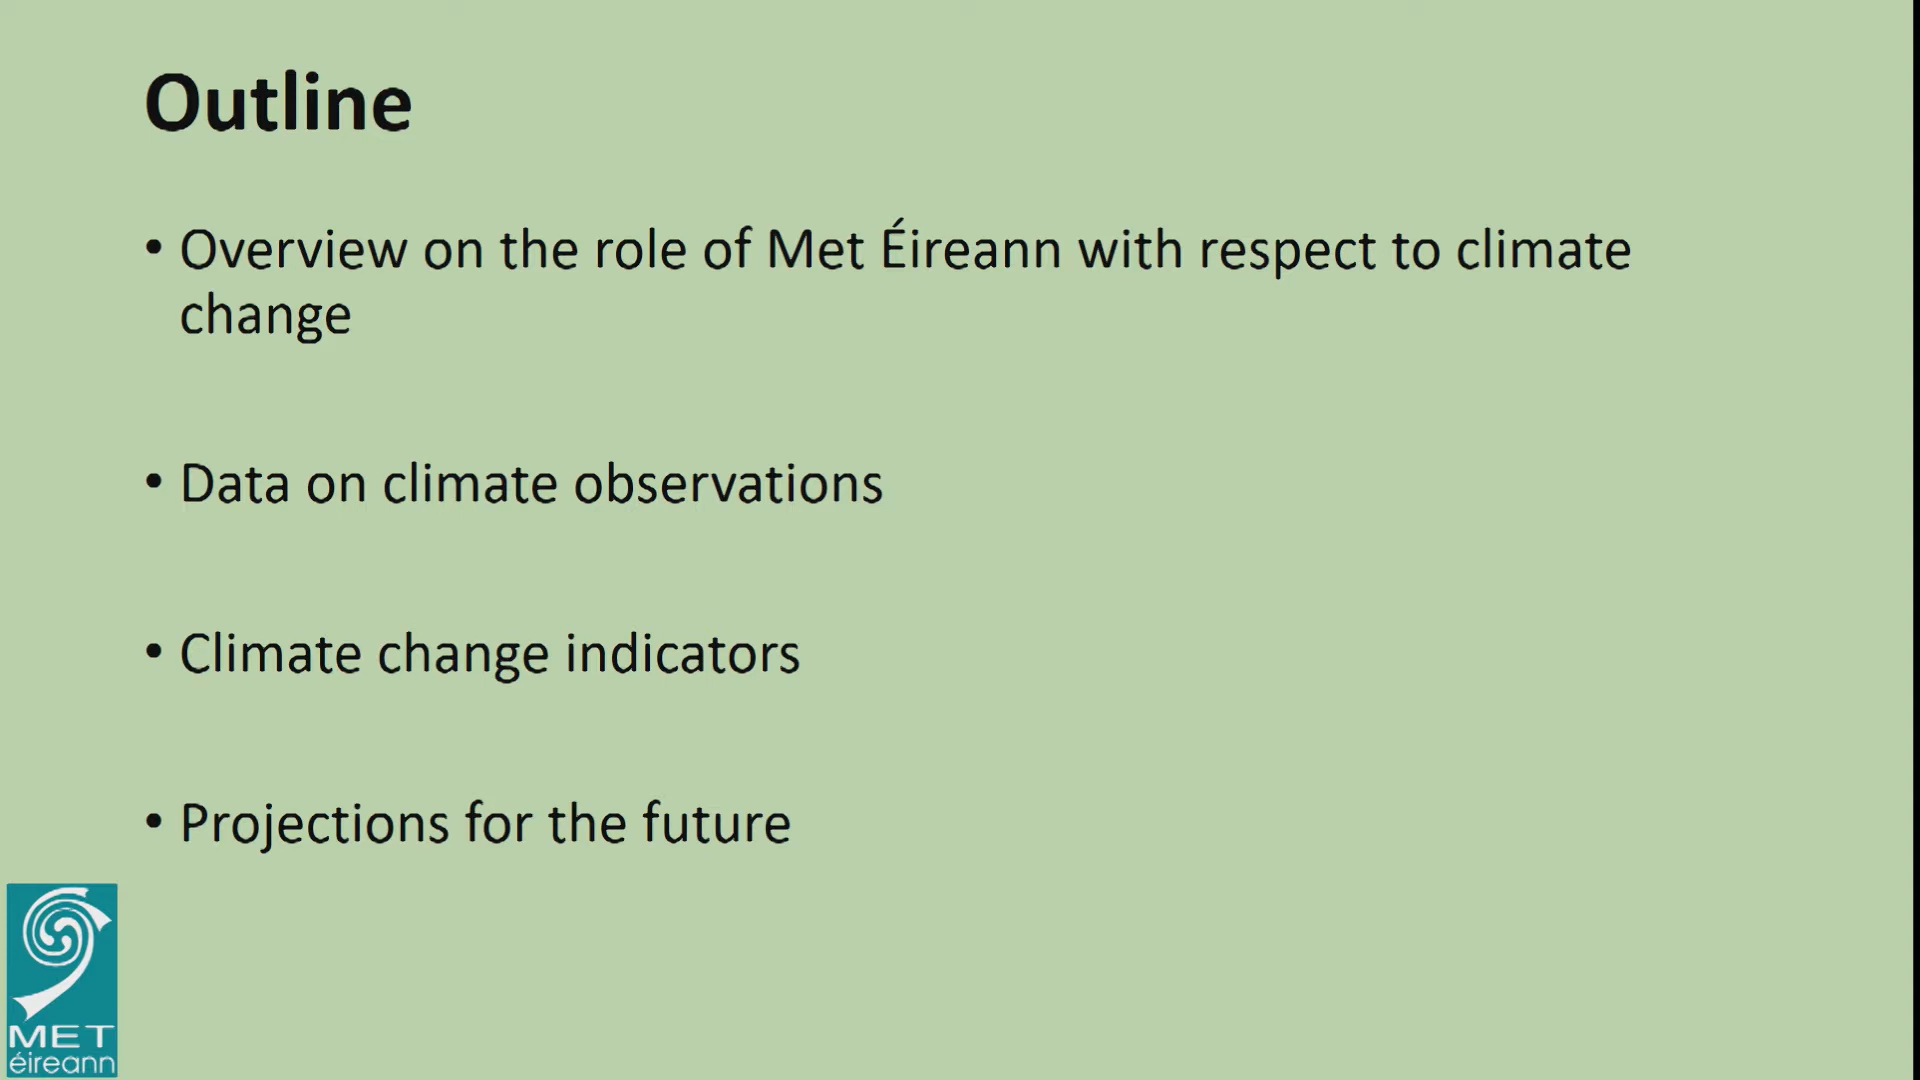 Outline
• Overview on the role of Met Éireann with respect to climate
change
• Data on climate observations
• Climate change indicators
• Projections for the future
MET
éireann